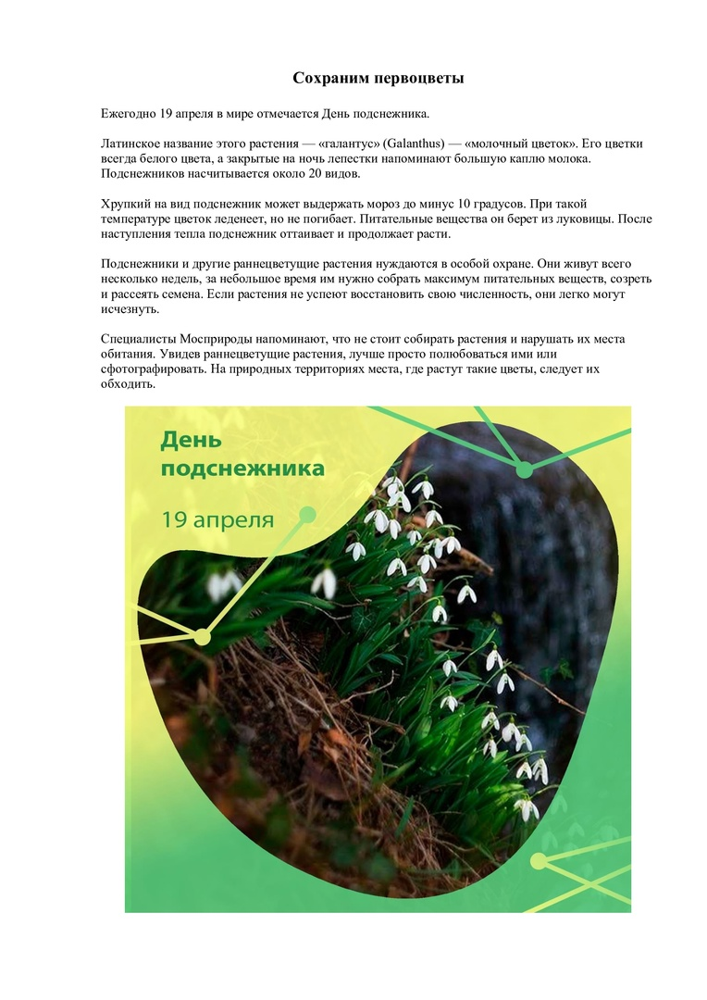 Сохраним первоцветы
Ежегодно 19 апреля в мире отмечается День подснежника.
Латинское название этого растения — «галантус» (Galanthus) — «молочный цветок». Его цветки
всегда белого цвета, а закрытые на ночь лепестки напоминают большую каплю молока.
Подснежников насчитывается около 20 видов.
Хрупкий на вид подснежник может выдержать мороз до минус 10 градусов. При такой
температуре цветок леденеет, но не погибает. Питательные вещества он берет из луковицы. После
наступления тепла подснежник оттаивает и продолжает расти.
Подснежники и другие раннецветущие растения нуждаются в особой охране. Они живут всего
несколько недель, за небольшое время им нужно собрать максимум питательных веществ, созреть
и рассеять семена. Если растения не успеют восстановить свою численность, они легко могут
исчезнуть.
Специалисты Мосприроды напоминают, что не стоит собирать растения и нарушать их места
обитания. Увидев раннецветущие растения, лучше просто полюбоваться ими или
сфотографировать. На природных территориях места, где растут такие цветы, следует их
обходить.
День
подснежника
19 апреля